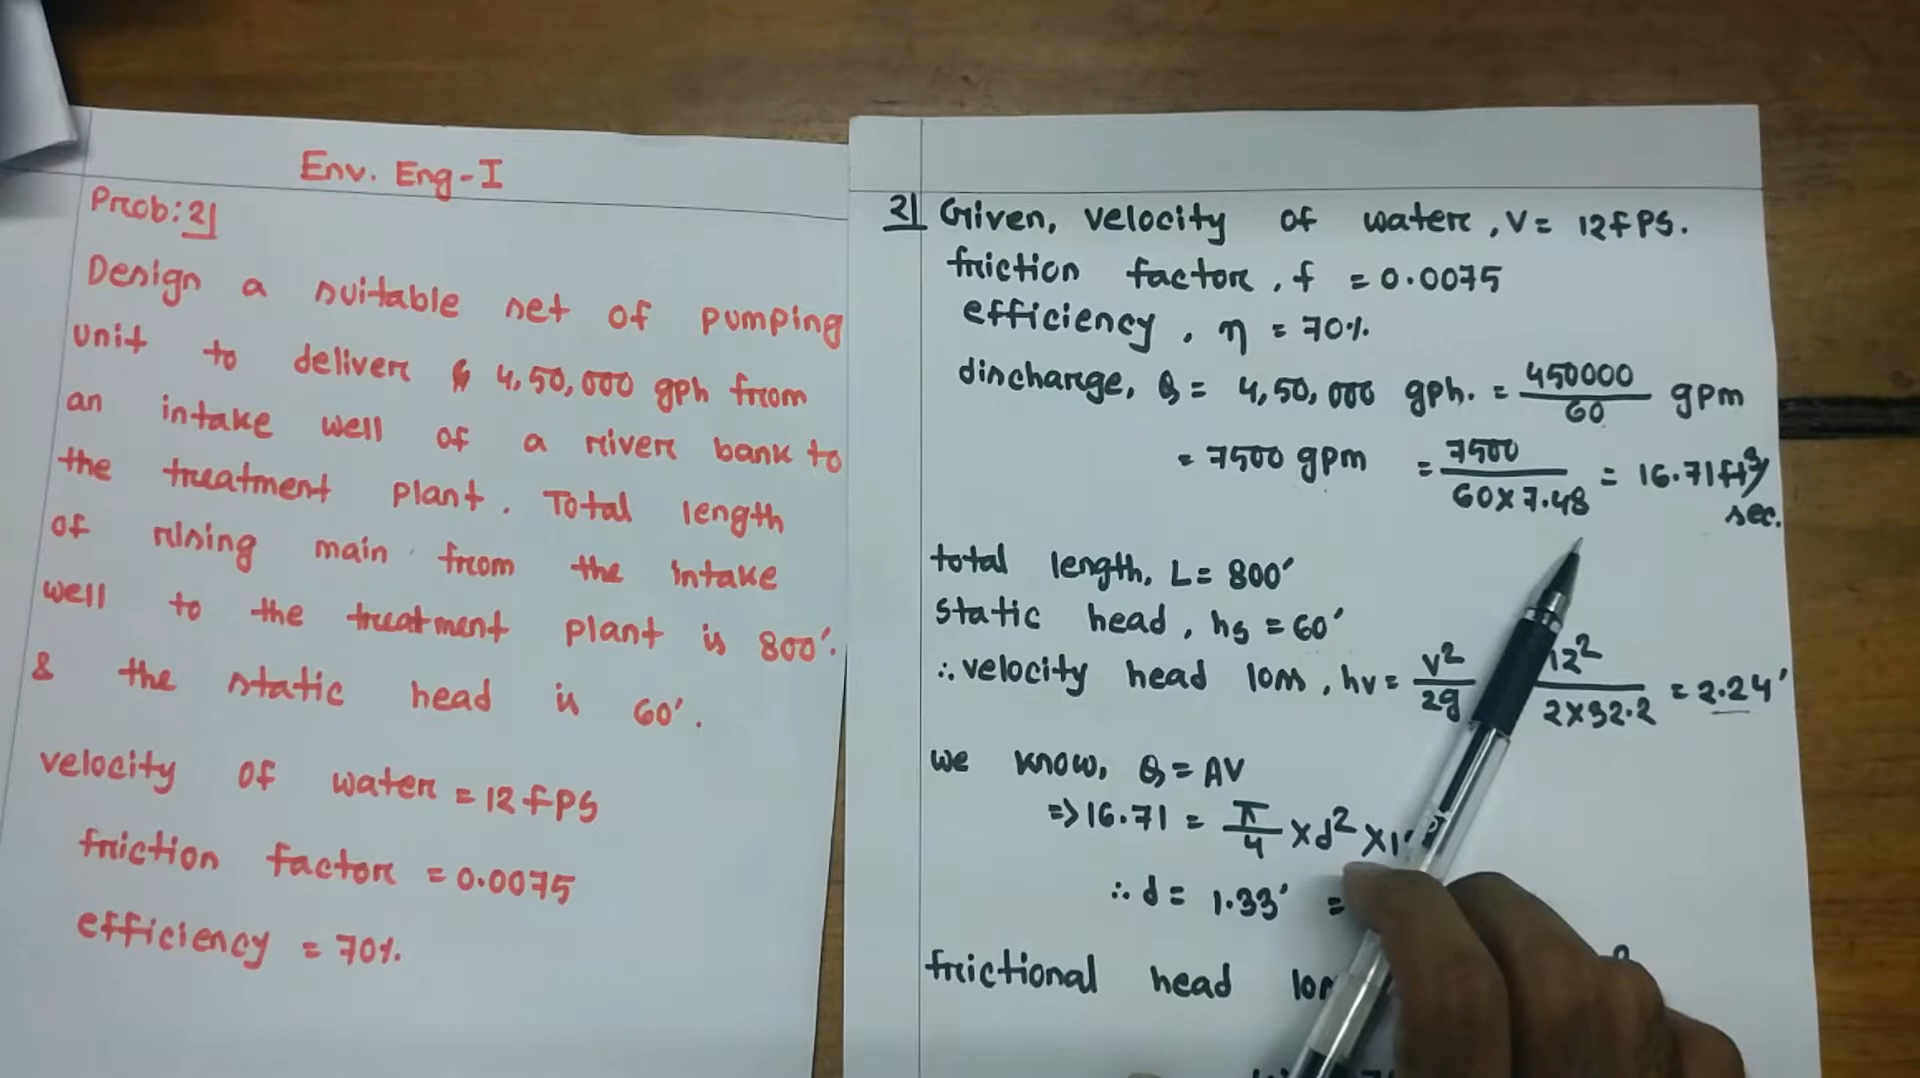 Env. Eng-I
Prob: 21
Design a suitable set of pumping
unit to deliver 4,50,000 gph from
an intake well of a river bank to
the treatment plant. Total length
of rising main from the intake
well to the treatment plant is 800'.
& the static head is 60'.
velocity of water = 12 fps
friction factor = 0.0075
efficiency = 70%.
21 Given, velocity of water, V = 12 fps.
friction factor, f = 0.0075
efficiency, η = 70%.
discharge, Q = 4,50,000 gph. = 450000/60 gpm
= 7500 gpm = 7500/(60×7.48) = 16.71 ft³/sec.
total length, L = 800'
static head, hs = 60'
∴ velocity head loss, hv = v²/2g 12²/(2×32.2) = 2.24'
we know, Q = AV
⇒ 16.71 = π/4 × d² ×
∴ d = 1.33' =
frictional head